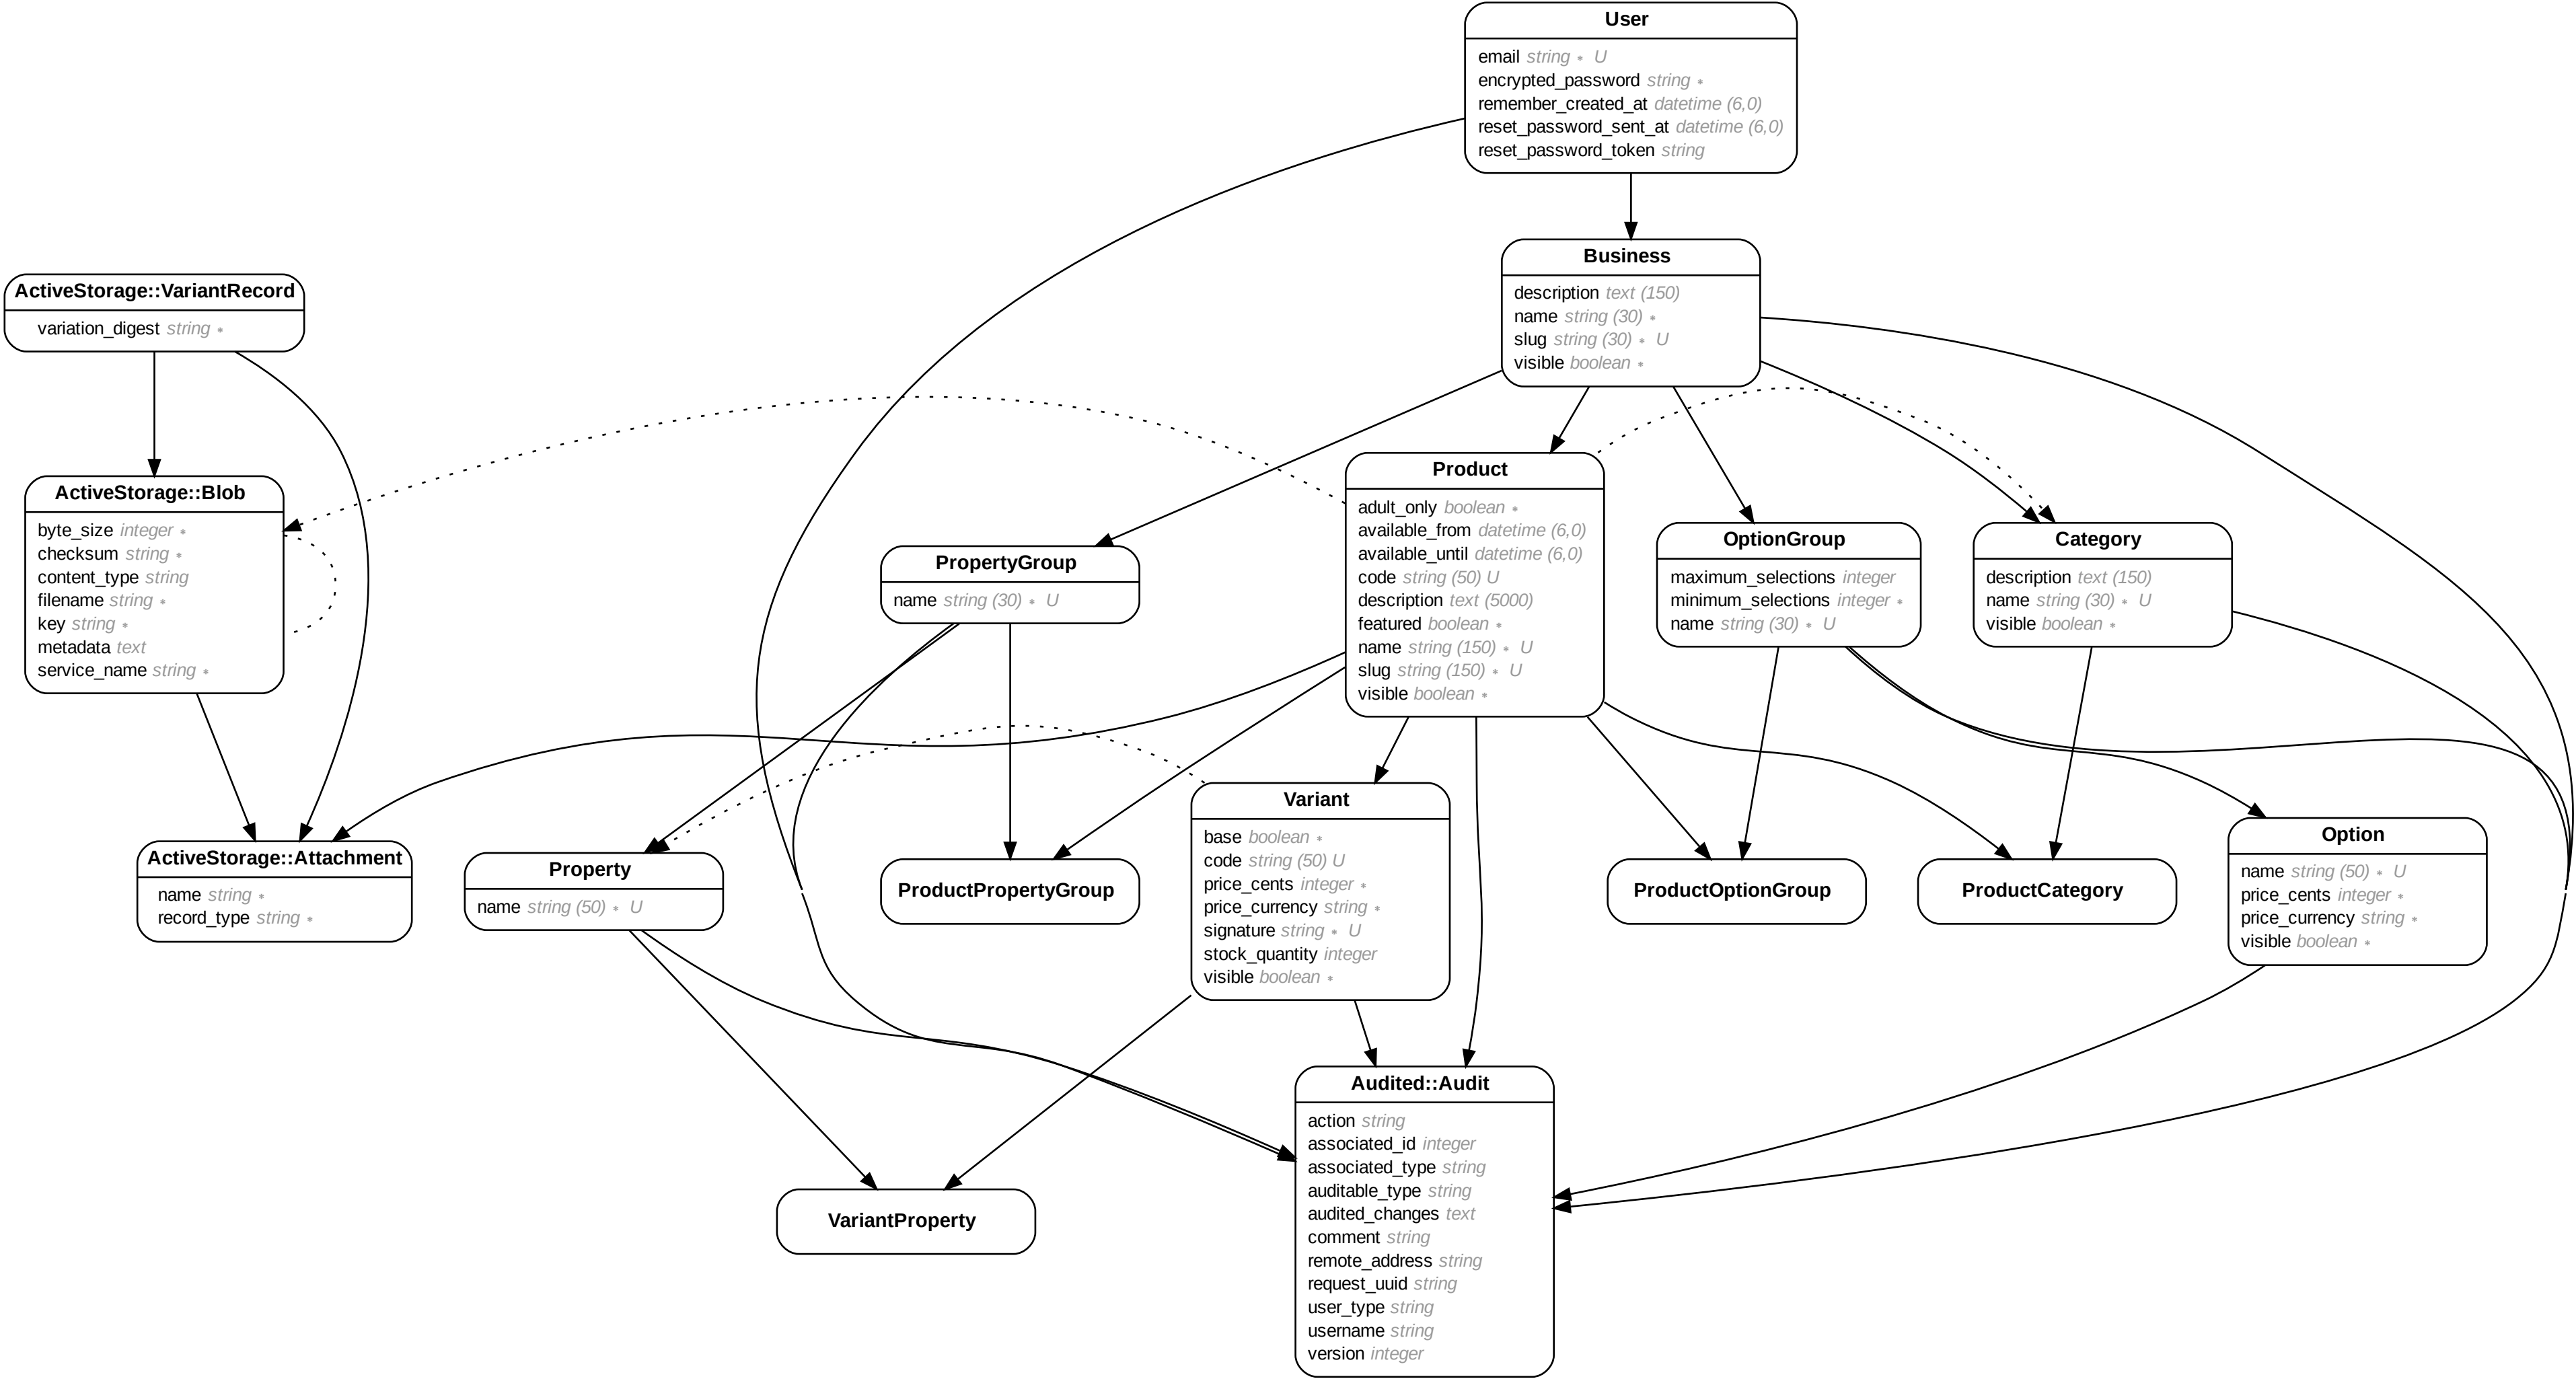 User
email string * U
encrypted_password string *
remember_created_at datetime (6,0)
reset_password_sent_at datetime (6,0)
reset_password_token string
Business
description text (150)
name string (30) *
slug string (30) * U
visible boolean *
ActiveStorage::VariantRecord
variation_digest string *
ActiveStorage::Blob
byte_size integer *
checksum string *
content_type string
filename string *
key string *
metadata text
service_name string *
Product
adult_only boolean *
available_from datetime (6,0)
available_until datetime (6,0)
code string (50) U
description text (5000)
featured boolean *
name string (150) * U
slug string (150) * U
visible boolean *
PropertyGroup
name string (30) * U
OptionGroup
maximum_selections integer
minimum_selections integer *
name string (30) * U
Category
description text (150)
name string (30) * U
visible boolean *
ActiveStorage::Attachment
name string *
record_type string *
Property
name string (50) * U
ProductPropertyGroup
Variant
base boolean *
code string (50) U
price_cents integer *
price_currency string *
signature string * U
stock_quantity integer
visible boolean *
ProductOptionGroup
ProductCategory
Option
name string (50) * U
price_cents integer *
price_currency string *
visible boolean *
VariantProperty
Audited::Audit
action string
associated_id integer
associated_type string
auditable_type string
audited_changes text
comment string
remote_address string
request_uuid string
user_type string
username string
version integer